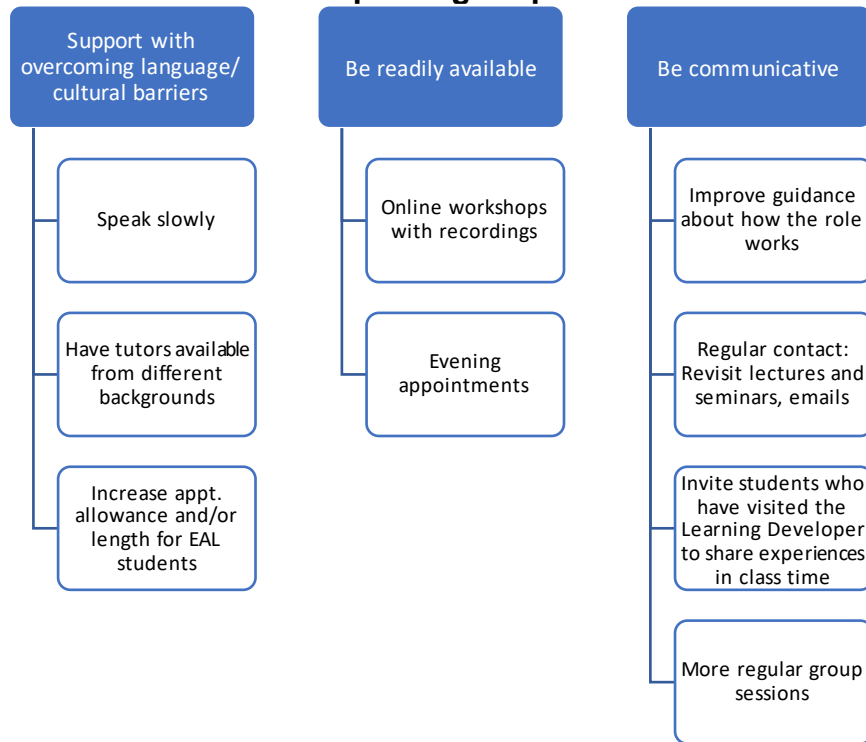 Support with
overcoming language/
cultural barriers
Speak slowly
Have tutors available
from different
backgrounds
Increase appt.
allowance and/or
length for EAL
students
Be readily available
Online workshops
with recordings
Evening
appointments
Be communicative
Improve guidance
about how the role
works
Regular contact:
Revisit lectures and
seminars, emails
Invite students who
have visited the
Learning Developer
to share experiences
in class time
More regular group
sessions